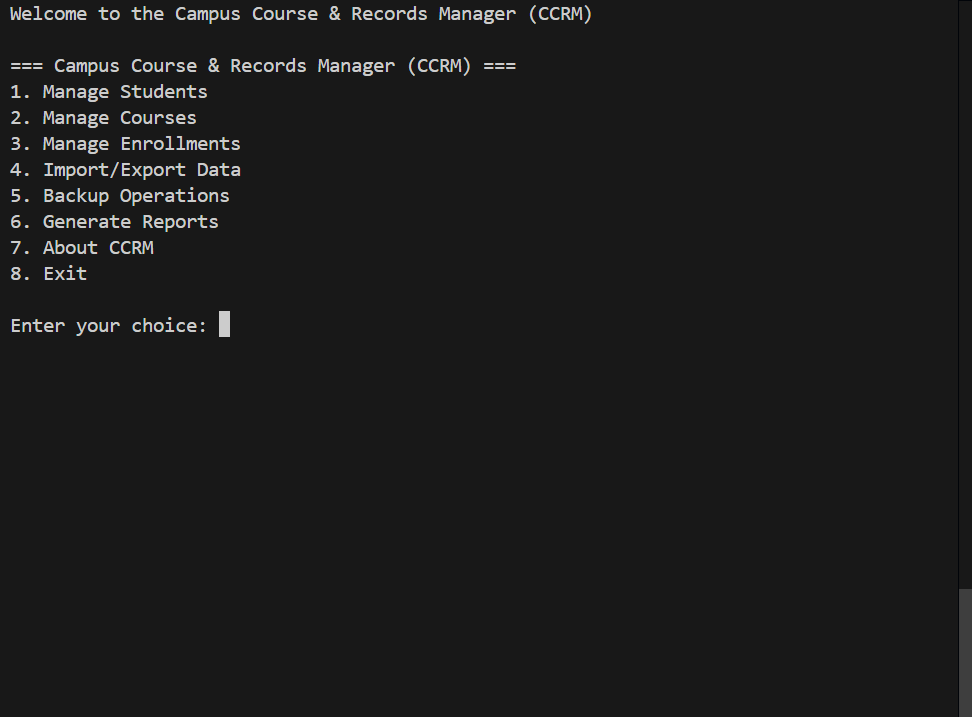 Welcome to the Campus Course & Records Manager (CCRM)
=== Campus Course & Records Manager (CCRM) ===
1. Manage Students
2. Manage Courses
3. Manage Enrollments
4. Import/Export Data
5. Backup Operations
6. Generate Reports
7. About CCRM
8. Exit
Enter your choice: